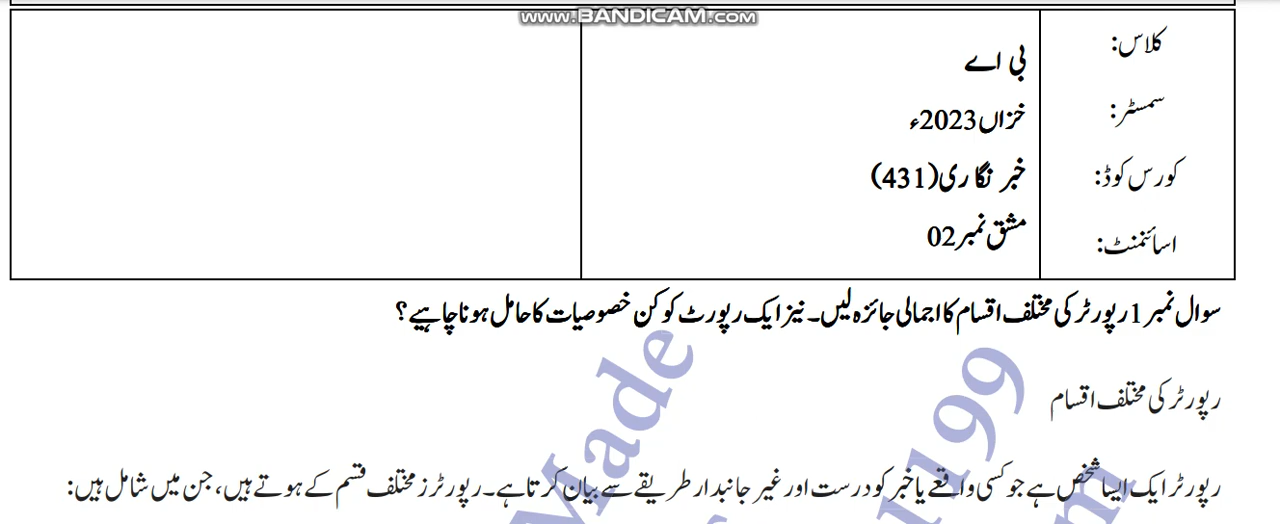 www.BANDICAM.com
کلاس:
بی اے
سمسٹر:
خزاں 2023ء
کورس کوڈ:
خبر نگاری (431)
اسائنمنٹ:
مشق نمبر 02
سوال نمبر 1 رپورٹر کی مختلف اقسام کا اجمالی جائزہ لیں۔ نیز ایک رپورٹ کو کن خصوصیات کا حامل ہونا چاہیے؟
رپورٹر کی مختلف اقسام
رپورٹر ایک ایسا شخص ہے جو کسی واقعے یا خبر کو درست اور غیر جانبدار طریقے سے بیان کرتا ہے۔ رپورٹرز مختلف قسم کے ہوتے ہیں، جن میں شامل ہیں:
Made
1199